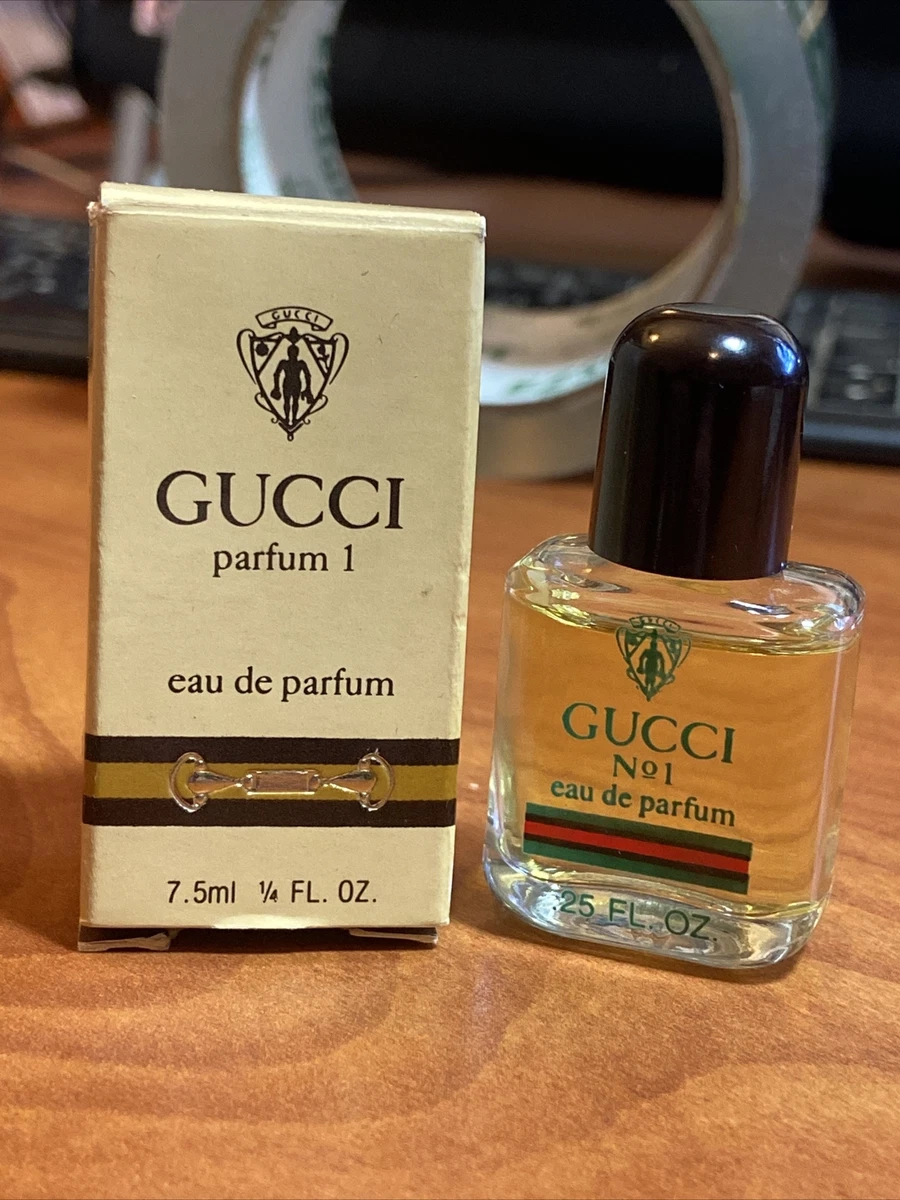 GUCCI
GUCCI
parfum 1
eau de parfum
7.5ml ¼ FL. OZ.
GUCCI
GUCCI
Nº1
eau de parfum
.25 FL. OZ.